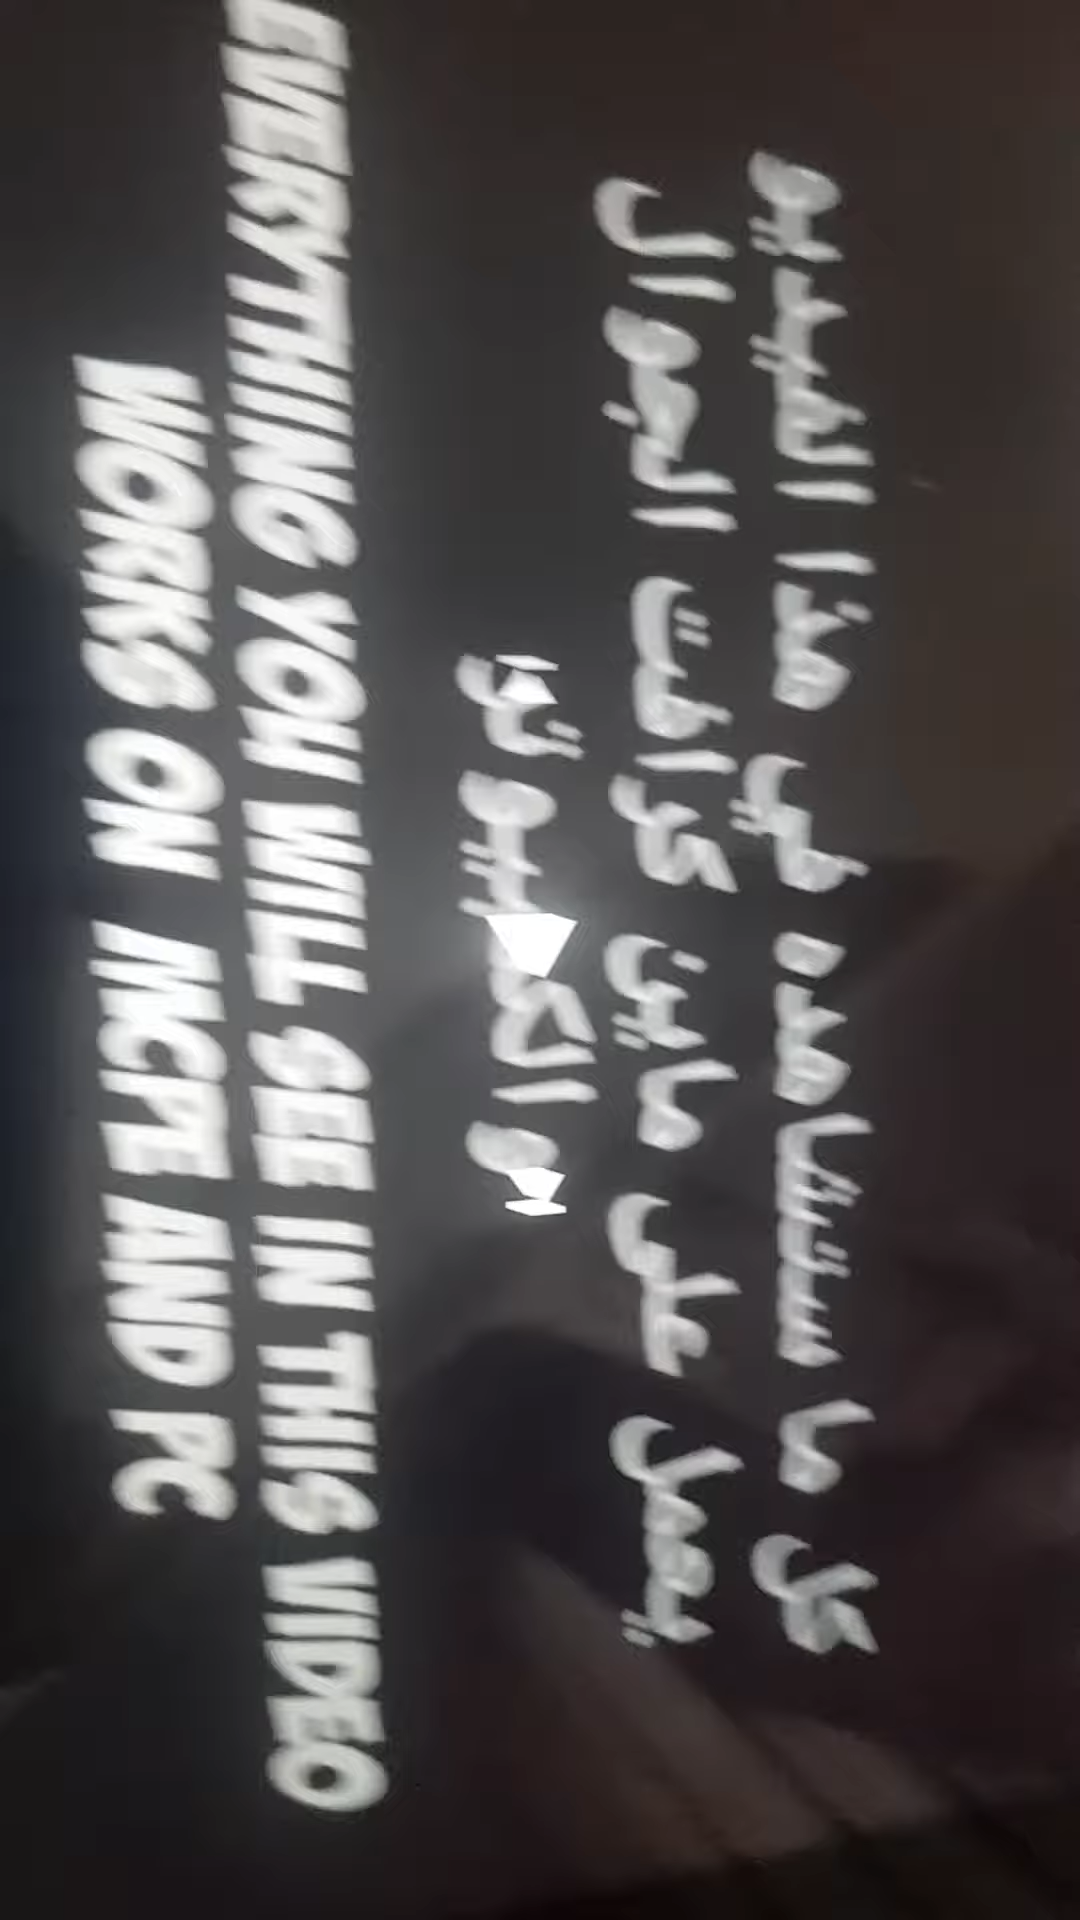 كل ما ستشاهده في هذا الفيديو
يعمل على ماين كرافت الجوال
و الكمبيوتر
EVERYTHING YOU WILL SEE IN THIS VIDEO
WORKS ON MCPE AND PC